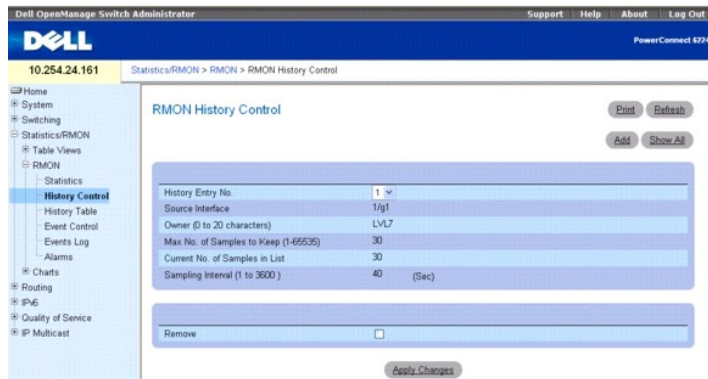 Dell OpenManage Switch Administrator
Support Help About Log Out
DELL
PowerConnect 6224
10.254.24.161
Statistics/RMON > RMON > RMON History Control
Home
System
Switching
Statistics/RMON
Table Views
RMON
Statistics
History Control
History Table
Event Control
Events Log
Alarms
Charts
Routing
IPv6
Quality of Service
IP Multicast
RMON History Control
Print Refresh
Add Show All
History Entry No. 1
Source Interface 1/g1
Owner (0 to 20 characters) LVL7
Max No. of Samples to Keep (1-65535) 30
Current No. of Samples in List 30
Sampling Interval (1 to 3600 ) 40 (Sec)
Remove
Apply Changes